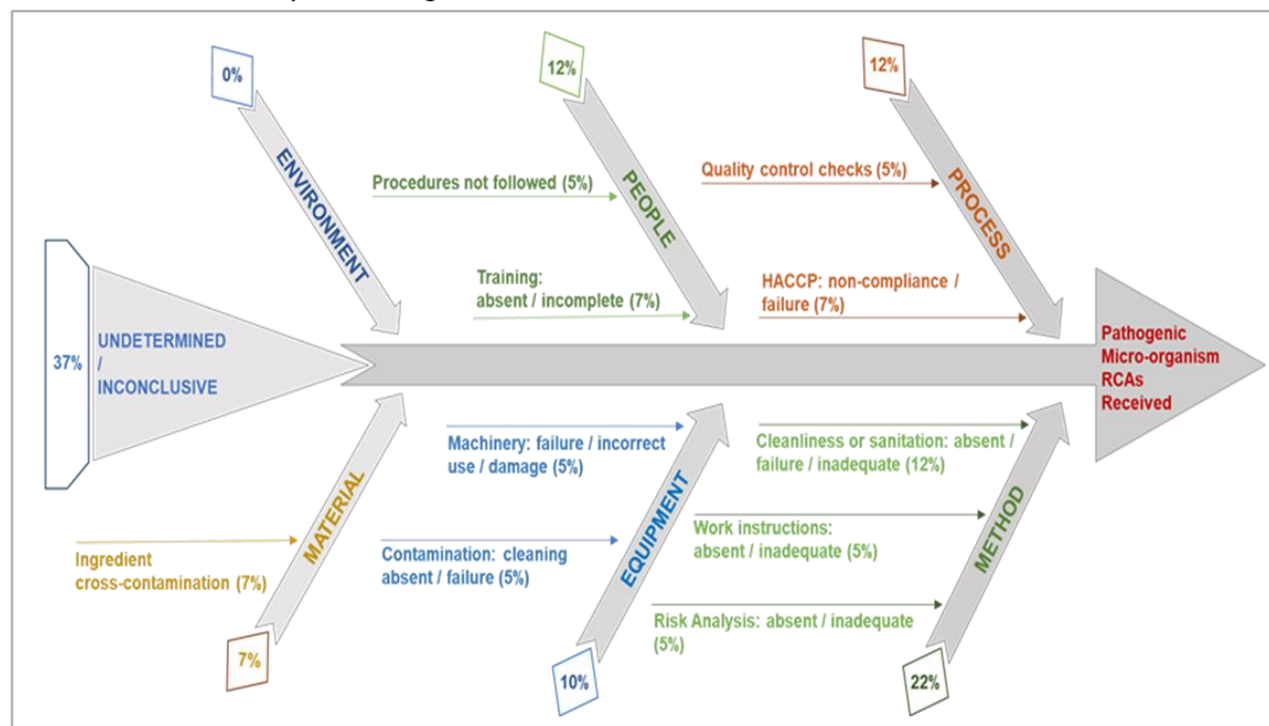 0%
12%
12%
ENVIRONMENT
PEOPLE
PROCESS
Procedures not followed (5%)
Quality control checks (5%)
Training:
absent / incomplete (7%)
HACCP: non-compliance /
failure (7%)
37%
UNDETERMINED
/
INCONCLUSIVE
Pathogenic
Micro-organism
RCAs
Received
Machinery: failure / incorrect
use / damage (5%)
Cleanliness or sanitation: absent /
failure / inadequate (12%)
MATERIAL
EQUIPMENT
METHOD
Ingredient
cross-contamination (7%)
Contamination: cleaning
absent / failure (5%)
Work instructions:
absent / inadequate (5%)
Risk Analysis: absent / inadequate
(5%)
7%
10%
22%